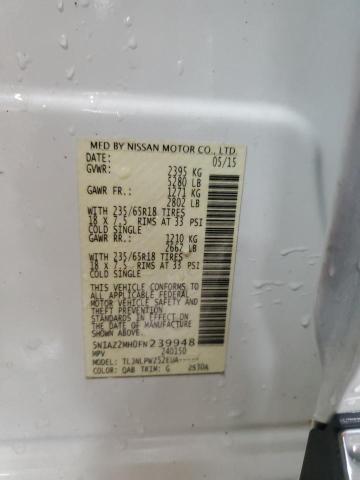 MFD BY NISSAN MOTOR CO., LTD.
DATE: 05/15
GVWR: 2395 KG
5280 LB
GAWR FR.: 1271 KG
2802 LB
WITH 235/65R18 TIRES
18 X 7.5 RIMS AT 33 PSI
COLD SINGLE
GAWR RR.: 1210 KG
2667 LB
WITH 235/65R18 TIRES
18 X 7.5 RIMS AT 33 PSI
COLD SINGLE
THIS VEHICLE CONFORMS TO
ALL APPLICABLE FEDERAL
MOTOR VEHICLE SAFETY AND
THEFT PREVENTION
STANDARDS IN EFFECT ON
THE DATE OF MANUFACTURE
SHOWN ABOVE.
5N1AZ2MH0FN239948
MPV 240150
MODEL:
COLOR: QAB TRIM: G